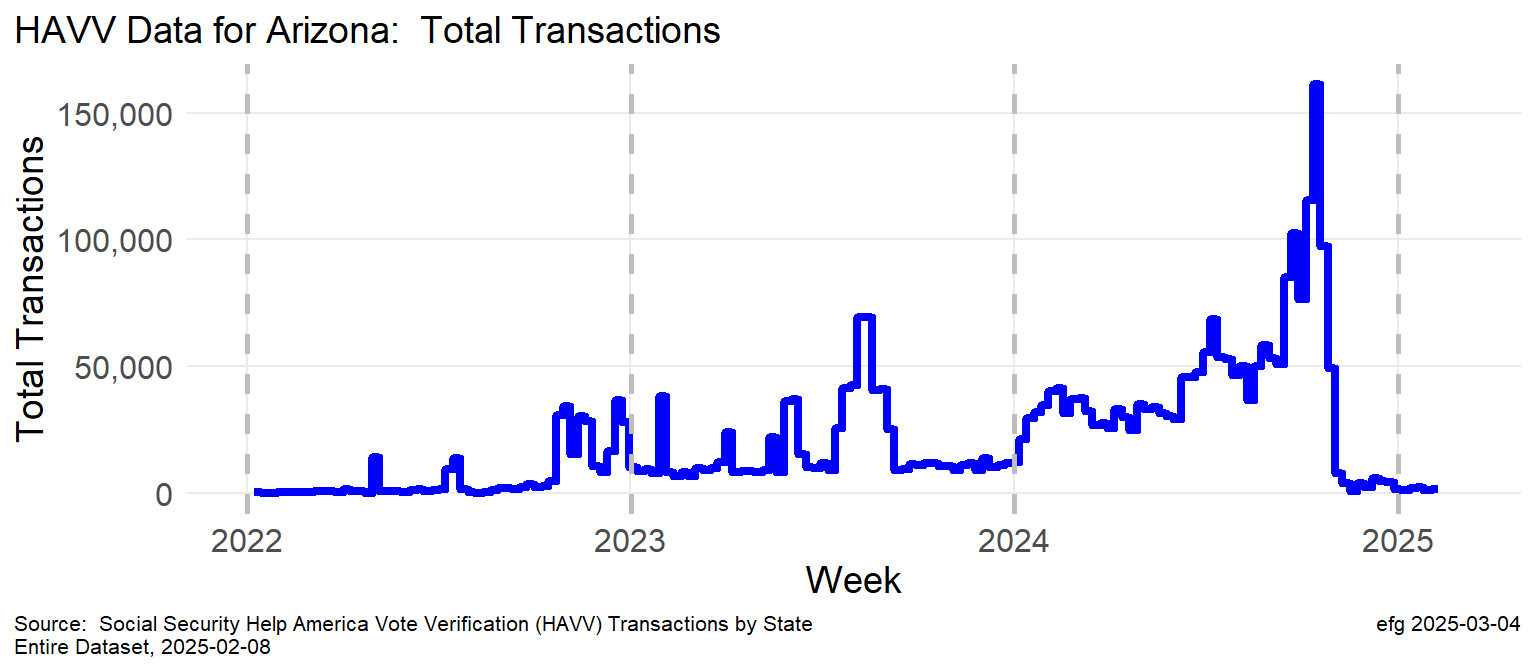 HAVV Data for Arizona:  Total Transactions
Total Transactions
150,000
100,000
50,000
0
2022
2023
2024
2025
Week
Source:  Social Security Help America Vote Verification (HAVV) Transactions by State
Entire Dataset, 2025-02-08
efg 2025-03-04